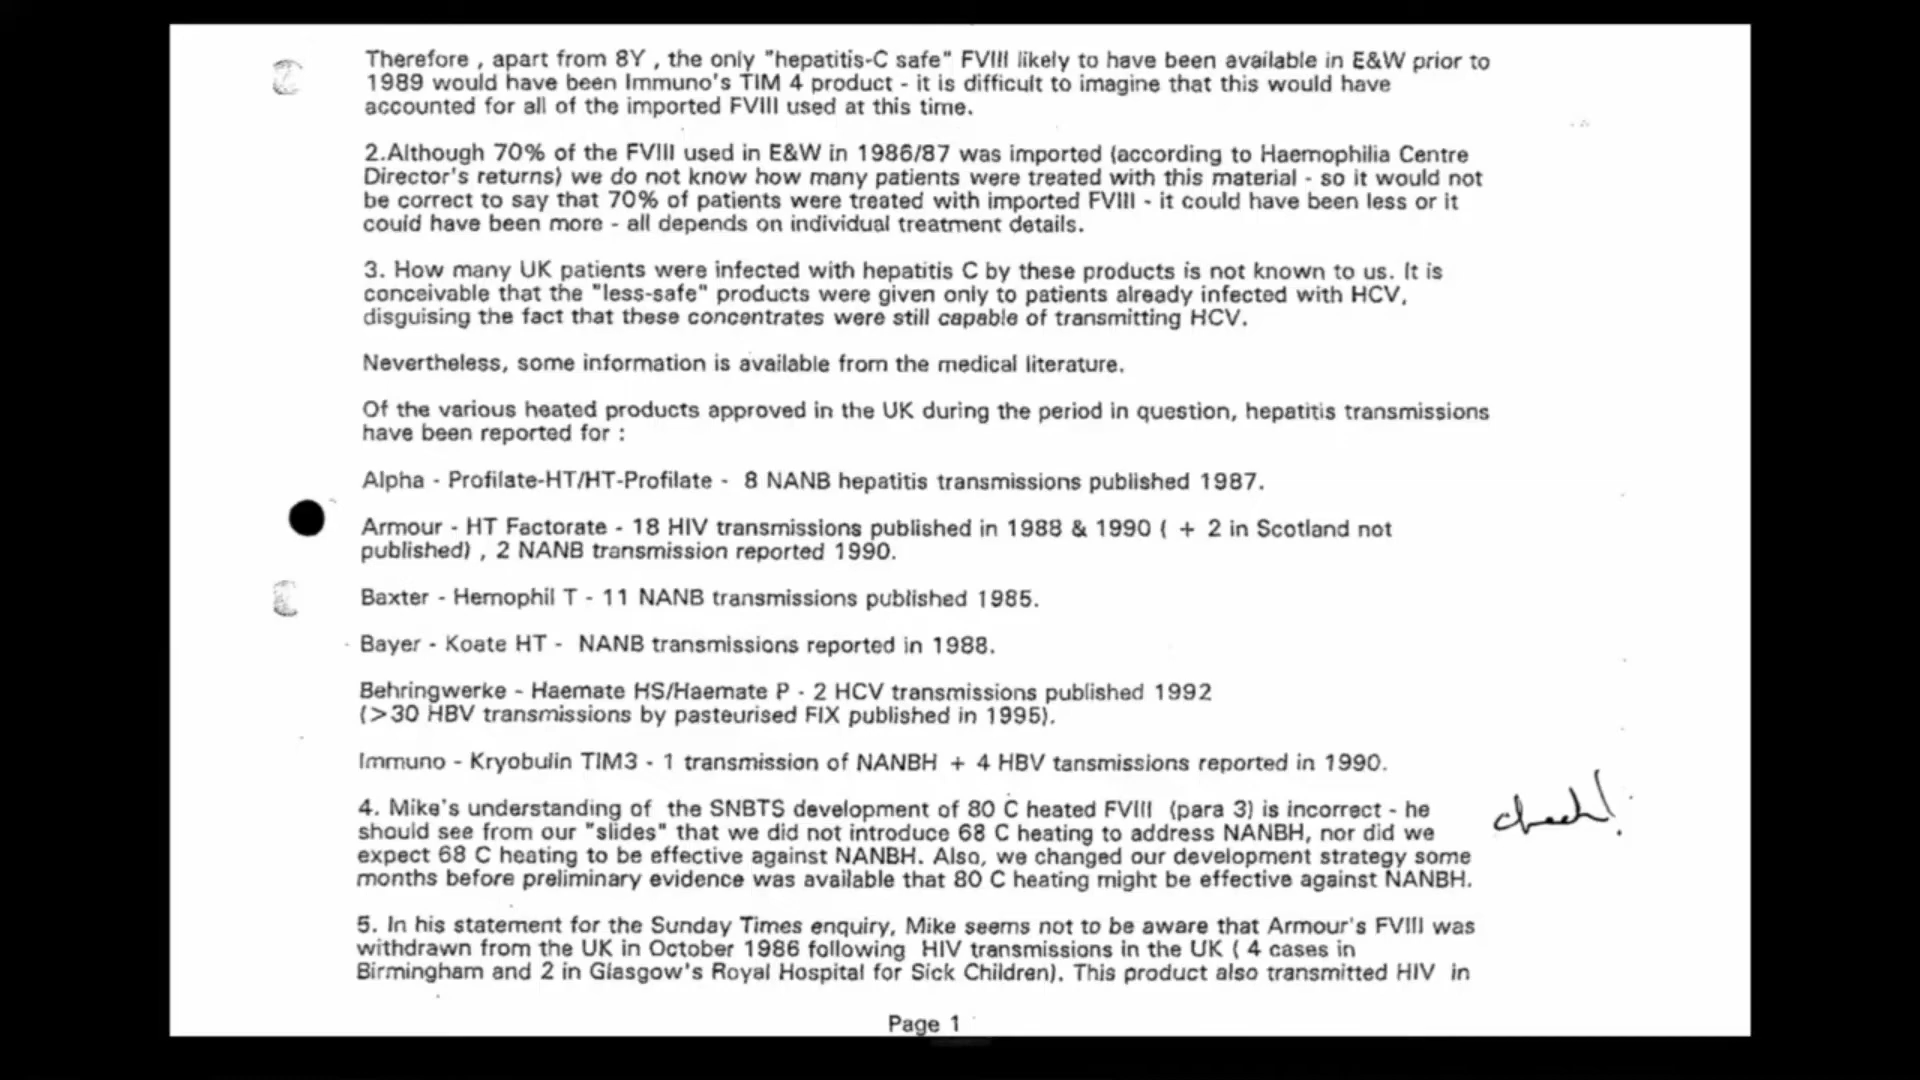 Therefore , apart from 8Y , the only "hepatitis-C safe" FVIII likely to have been available in E&W prior to
1989 would have been Immuno's TIM 4 product - it is difficult to imagine that this would have
accounted for all of the imported FVIII used at this time.
2.Although 70% of the FVIII used in E&W in 1986/87 was imported (according to Haemophilia Centre
Director's returns) we do not know how many patients were treated with this material - so it would not
be correct to say that 70% of patients were treated with imported FVIII - it could have been less or it
could have been more - all depends on individual treatment details.
3. How many UK patients were infected with hepatitis C by these products is not known to us. It is
conceivable that the "less-safe" products were given only to patients already infected with HCV,
disguising the fact that these concentrates were still capable of transmitting HCV.
Nevertheless, some information is available from the medical literature.
Of the various heated products approved in the UK during the period in question, hepatitis transmissions
have been reported for :
Alpha - Profilate-HT/HT-Profilate - 8 NANB hepatitis transmissions published 1987.
Armour - HT Factorate - 18 HIV transmissions published in 1988 & 1990 ( + 2 in Scotland not
published) , 2 NANB transmission reported 1990.
Baxter - Hemophil T - 11 NANB transmissions published 1985.
Bayer - Koate HT - NANB transmissions reported in 1988.
Behringwerke - Haemate HS/Haemate P - 2 HCV transmissions published 1992
(>30 HBV transmissions by pasteurised FIX published in 1995).
Immuno - Kryobulin TIM3 - 1 transmission of NANBH + 4 HBV tansmissions reported in 1990.
4. Mike's understanding of the SNBTS development of 80 C heated FVIII (para 3) is incorrect - he
should see from our "slides" that we did not introduce 68 C heating to address NANBH, nor did we
expect 68 C heating to be effective against NANBH. Also, we changed our development strategy some
months before preliminary evidence was available that 80 C heating might be effective against NANBH.
check!
5. In his statement for the Sunday Times enquiry, Mike seems not to be aware that Armour's FVIII was
withdrawn from the UK in October 1986 following HIV transmissions in the UK ( 4 cases in
Birmingham and 2 in Glasgow's Royal Hospital for Sick Children). This product also transmitted HIV in
Page 1